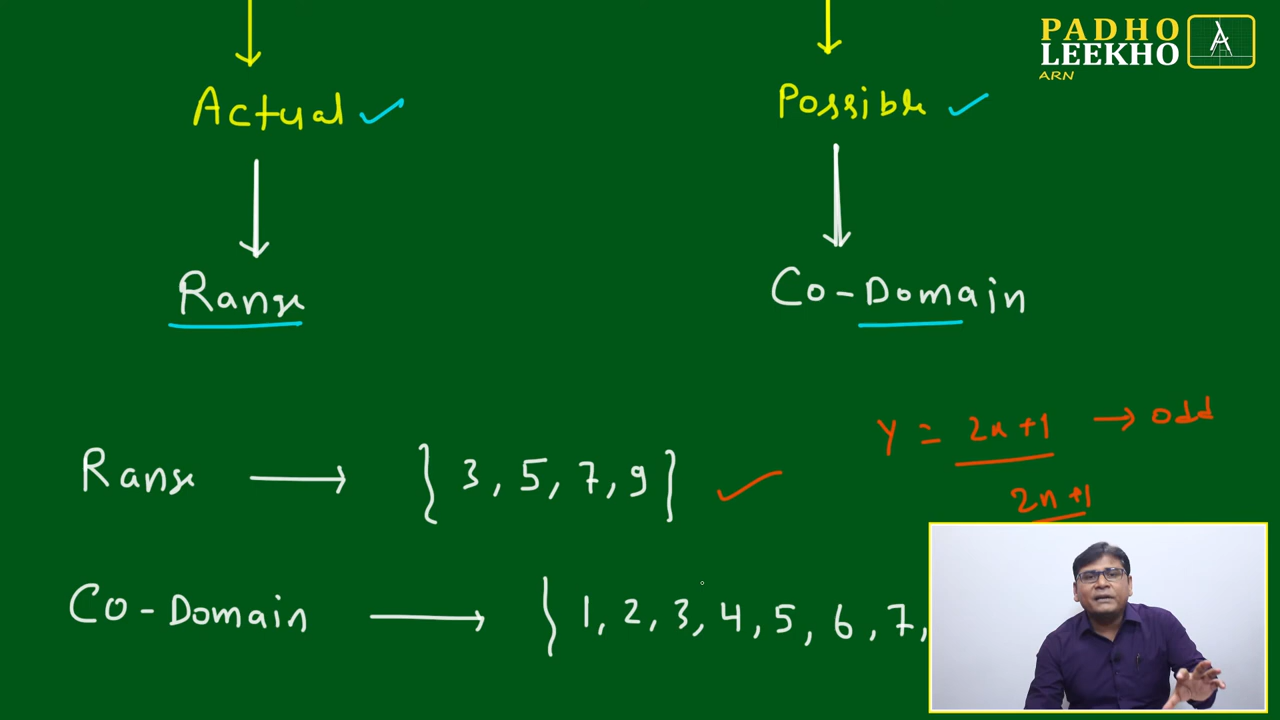 PADHO
LEEKHO
ARN
Actual
Possible
Range
Co-Domain
y = 2x+1 → odd
Range → { 3, 5, 7, 9 }
2n+1
Co-Domain → { 1, 2, 3, 4, 5, 6, 7,